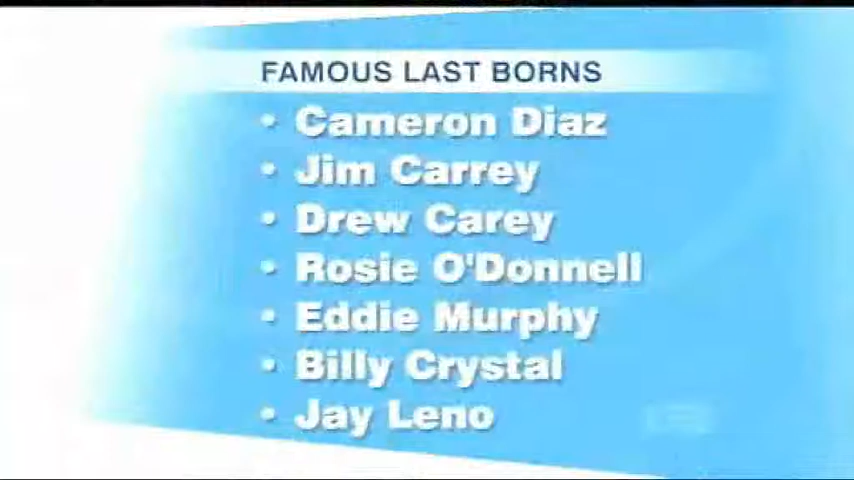 FAMOUS LAST BORNS
• Cameron Diaz
• Jim Carrey
• Drew Carey
• Rosie O'Donnell
• Eddie Murphy
• Billy Crystal
• Jay Leno